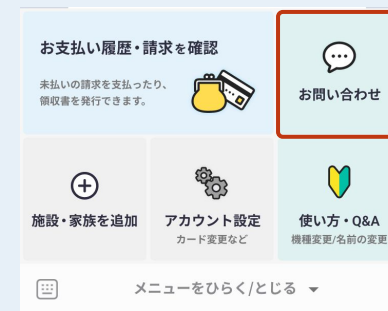 お支払い履歴・請求を確認
未払いの請求を支払ったり、
領収書を発行できます。
お問い合わせ
施設・家族を追加
アカウント設定
カード変更など
使い方・Q&A
機種変更/名前の変更
メニューをひらく/とじる